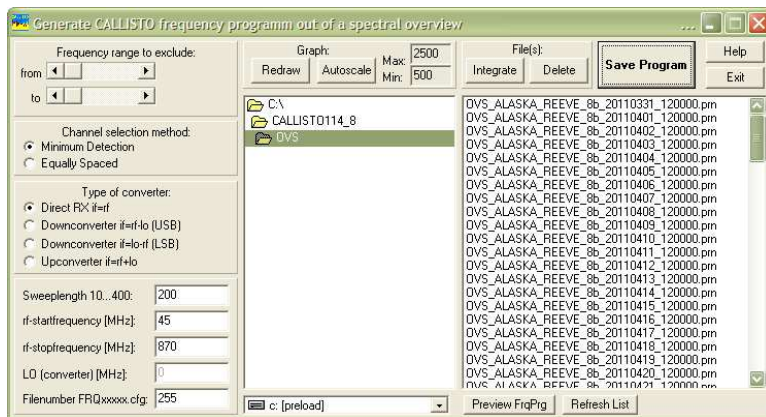 Generate CALLISTO frequency programm out of a spectral overview
...
Frequency range to exclude:
from
to
Channel selection method:
Minimum Detection
Equally Spaced
Type of converter:
Direct RX if=rf
Downconverter if=rf-lo (USB)
Downconverter if=lo-rf (LSB)
Upconverter if=rf+lo
Sweeplength 10...400: 200
rf-startfrequency [MHz]: 45
rf-stopfrequency [MHz]: 870
LO (converter) [MHz]: 0
Filenumber FRQxxxxx.cfg: 255
Graph:
Redraw Autoscale
Max: 2500
Min: 500
C:\
CALLISTO114_8
OVS
c: [preload]
File(s):
Integrate Delete
Save Program
Help
Exit
OVS_ALASKA_REEVE_8b_20110331_120000.prn
OVS_ALASKA_REEVE_8b_20110401_120000.prn
OVS_ALASKA_REEVE_8b_20110402_120000.prn
OVS_ALASKA_REEVE_8b_20110403_120000.prn
OVS_ALASKA_REEVE_8b_20110404_120000.prn
OVS_ALASKA_REEVE_8b_20110405_120000.prn
OVS_ALASKA_REEVE_8b_20110406_120000.prn
OVS_ALASKA_REEVE_8b_20110407_120000.prn
OVS_ALASKA_REEVE_8b_20110408_120000.prn
OVS_ALASKA_REEVE_8b_20110409_120000.prn
OVS_ALASKA_REEVE_8b_20110410_120000.prn
OVS_ALASKA_REEVE_8b_20110411_120000.prn
OVS_ALASKA_REEVE_8b_20110412_120000.prn
OVS_ALASKA_REEVE_8b_20110413_120000.prn
OVS_ALASKA_REEVE_8b_20110414_120000.prn
OVS_ALASKA_REEVE_8b_20110415_120000.prn
OVS_ALASKA_REEVE_8b_20110416_120000.prn
OVS_ALASKA_REEVE_8b_20110417_120000.prn
OVS_ALASKA_REEVE_8b_20110418_120000.prn
OVS_ALASKA_REEVE_8b_20110419_120000.prn
OVS_ALASKA_REEVE_8b_20110420_120000.prn
OVS_ALASKA_REEVE_8b_20110421_120000.prn
Preview FrqPrg Refresh List